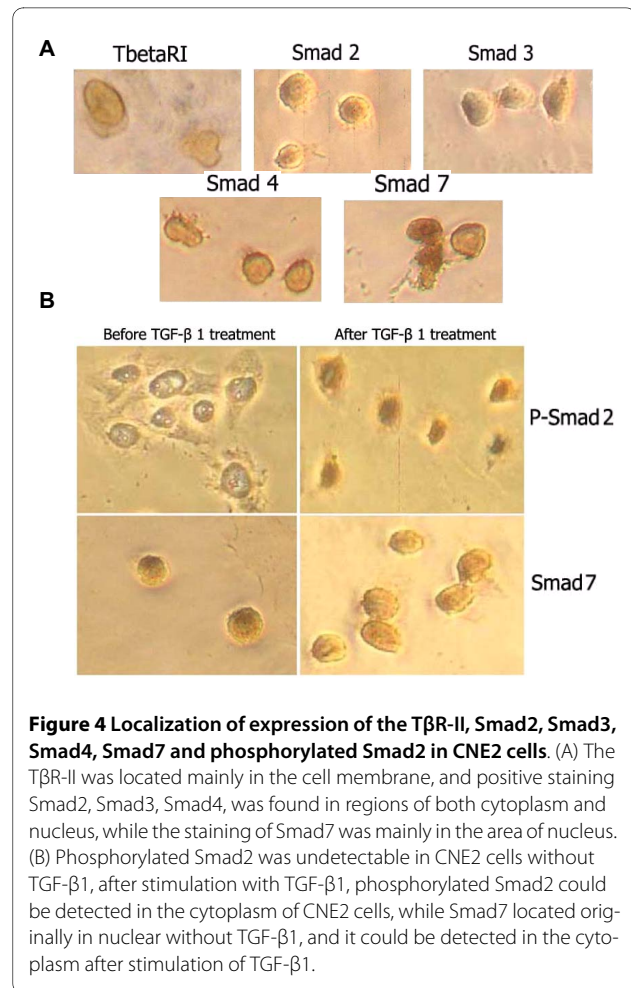 A
TbetaRI
Smad 2
Smad 3
Smad 4
Smad 7
B
Before TGF-β 1 treatment
After TGF-β 1 treatment
P-Smad 2
Smad 7
Figure 4 Localization of expression of the TβR-II, Smad2, Smad3,
Smad4, Smad7 and phosphorylated Smad2 in CNE2 cells. (A) The
TβR-II was located mainly in the cell membrane, and positive staining
Smad2, Smad3, Smad4, was found in regions of both cytoplasm and
nucleus, while the staining of Smad7 was mainly in the area of nucleus.
(B) Phosphorylated Smad2 was undetectable in CNE2 cells without
TGF-β1, after stimulation with TGF-β1, phosphorylated Smad2 could
be detected in the cytoplasm of CNE2 cells, while Smad7 located orig-
inally in nuclear without TGF-β1, and it could be detected in the cyto-
plasm after stimulation of TGF-β1.